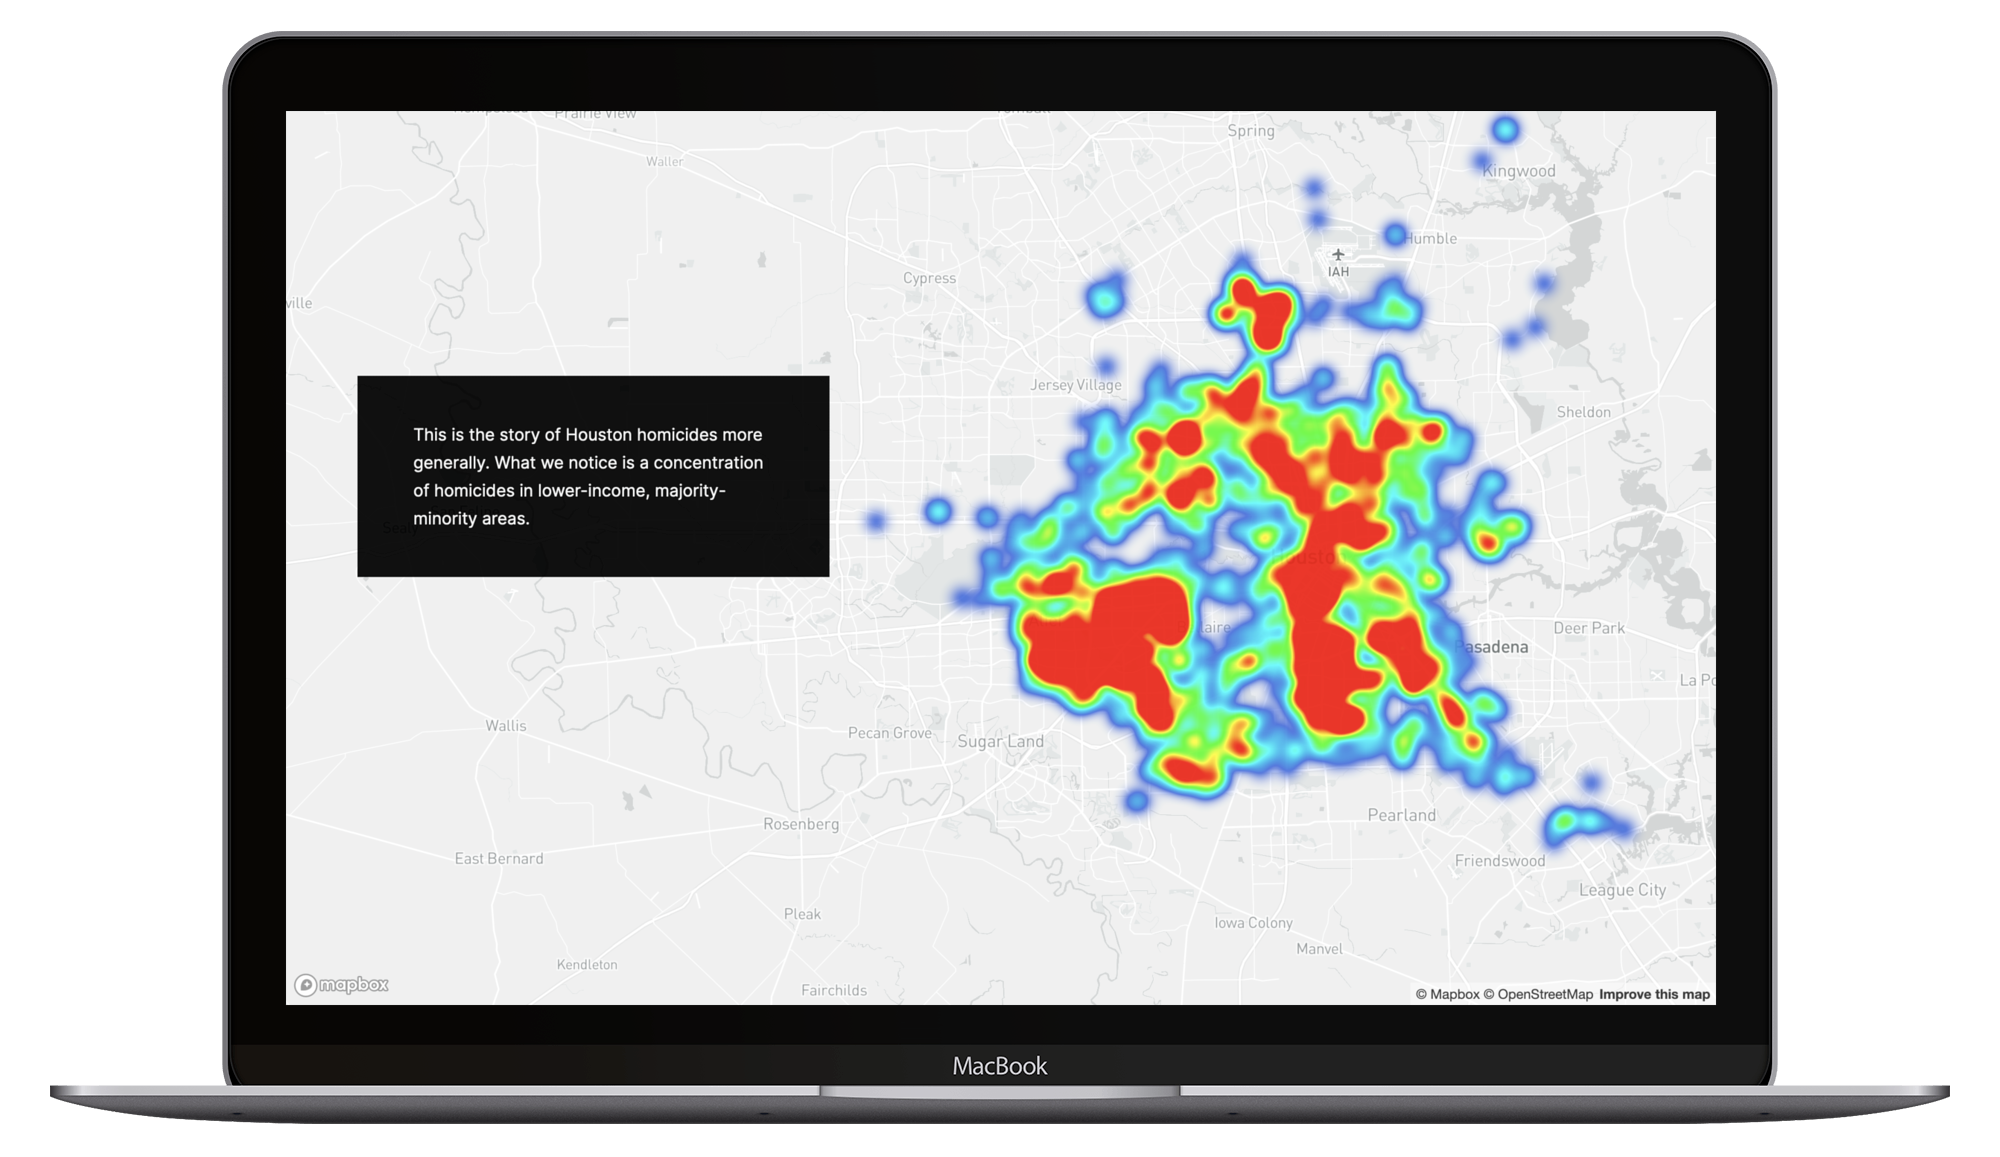 Prairie View
Spring
Waller
Kingwood
Humble
IAH
Cypress
ville
Jersey Village
Sheldon
This is the story of Houston homicides more
generally. What we notice is a concentration
of homicides in lower-income, majority-
minority areas.
Sealy
Houston
laire
Deer Park
Pasadena
La Po
Wallis
Pecan Grove
Sugar Land
Pearland
Rosenberg
East Bernard
Friendswood
League City
Pleak
Iowa Colony
Manvel
Kendleton
Fairchilds
mapbox
© Mapbox © OpenStreetMap Improve this map
MacBook